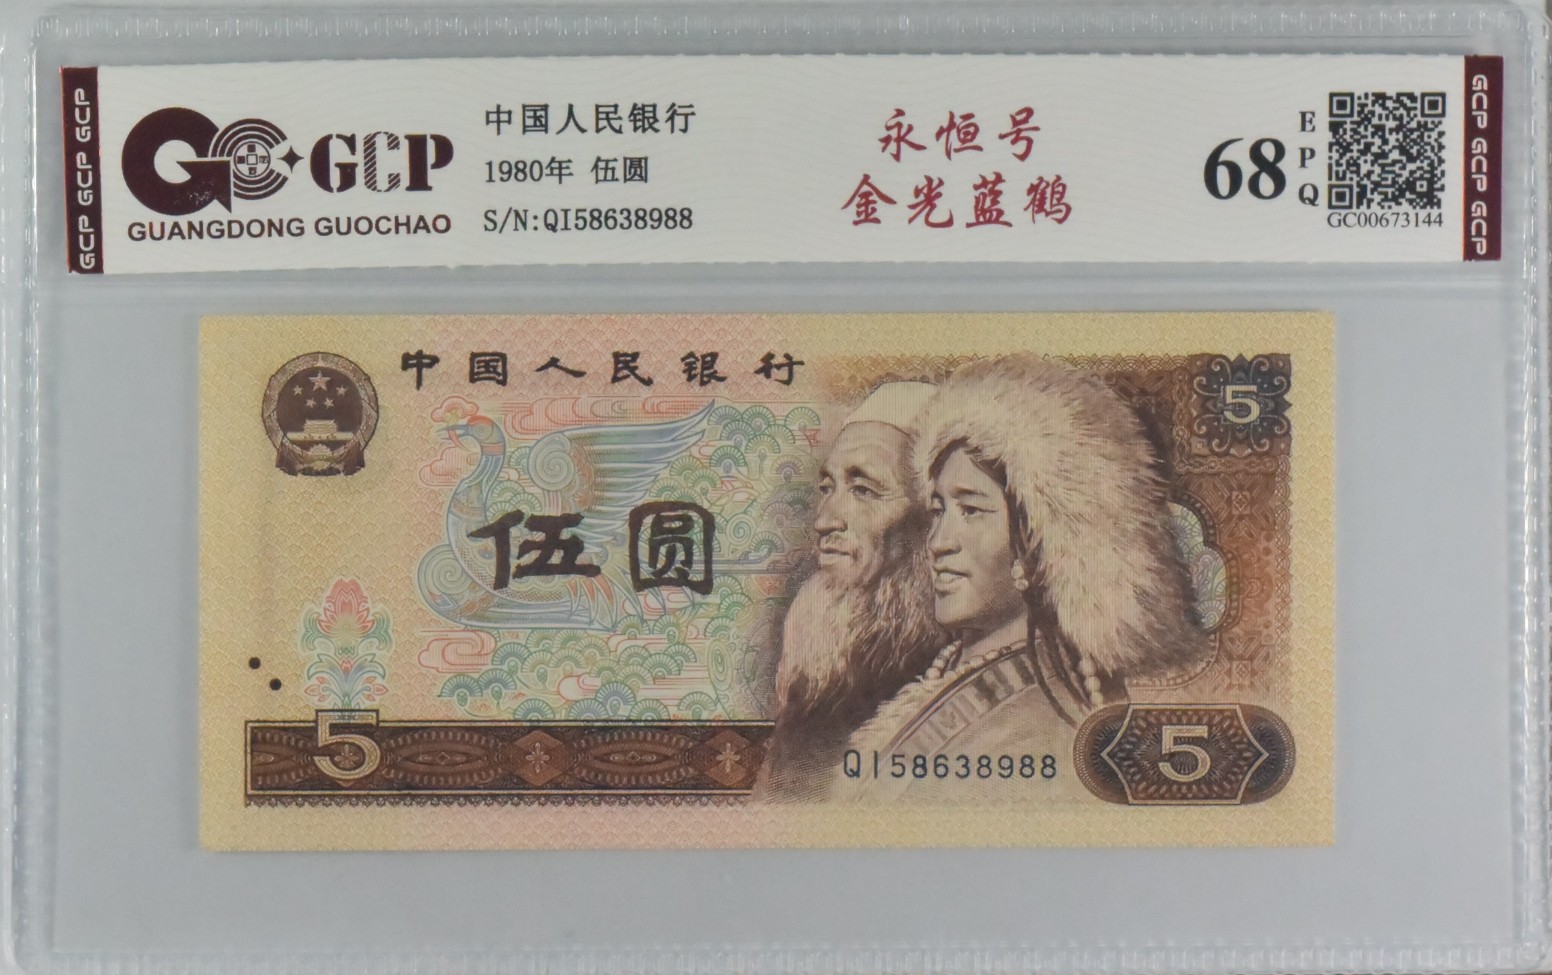 GCP GCP GCP
GCP
GUANGDONG GUOCHAO
中国人民银行
1980年 伍圆
S/N:QI58638988
永恒号
金光蓝鹤
68
EPQ
GC00673144
GCP GCP GCP
中国人民银行
5
伍圆
5
QI58638988
5